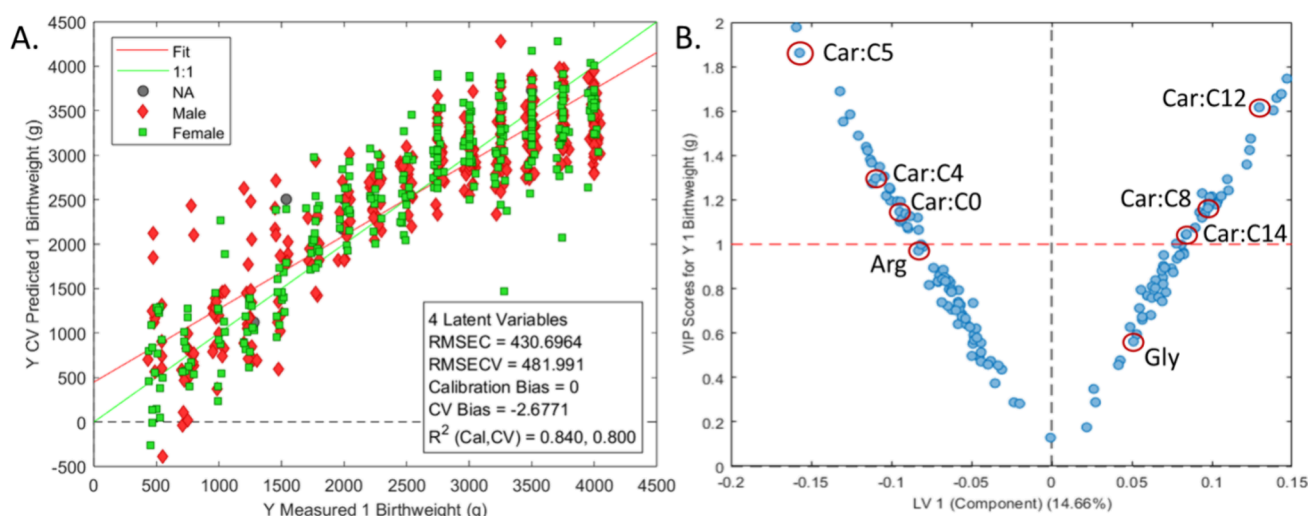 A.
4500
4000
3500
3000
2500
2000
1500
1000
500
0
-500
Y CV Predicted 1 Birthweight (g)
Fit
1:1
NA
Male
Female
4 Latent Variables
RMSEC = 430.6964
RMSECV = 481.991
Calibration Bias = 0
CV Bias = -2.6771
R² (Cal,CV) = 0.840, 0.800
0 500 1000 1500 2000 2500 3000 3500 4000 4500
Y Measured 1 Birthweight (g)
B.
2
1.8
1.6
1.4
1.2
1
0.8
0.6
0.4
0.2
0
VIP Scores for Y 1 Birthweight (g)
Car:C5
Car:C12
Car:C4
Car:C0
Car:C8
Car:C14
Arg
Gly
-0.2 -0.15 -0.1 -0.05 0 0.05 0.1 0.15
LV 1 (Component) (14.66%)